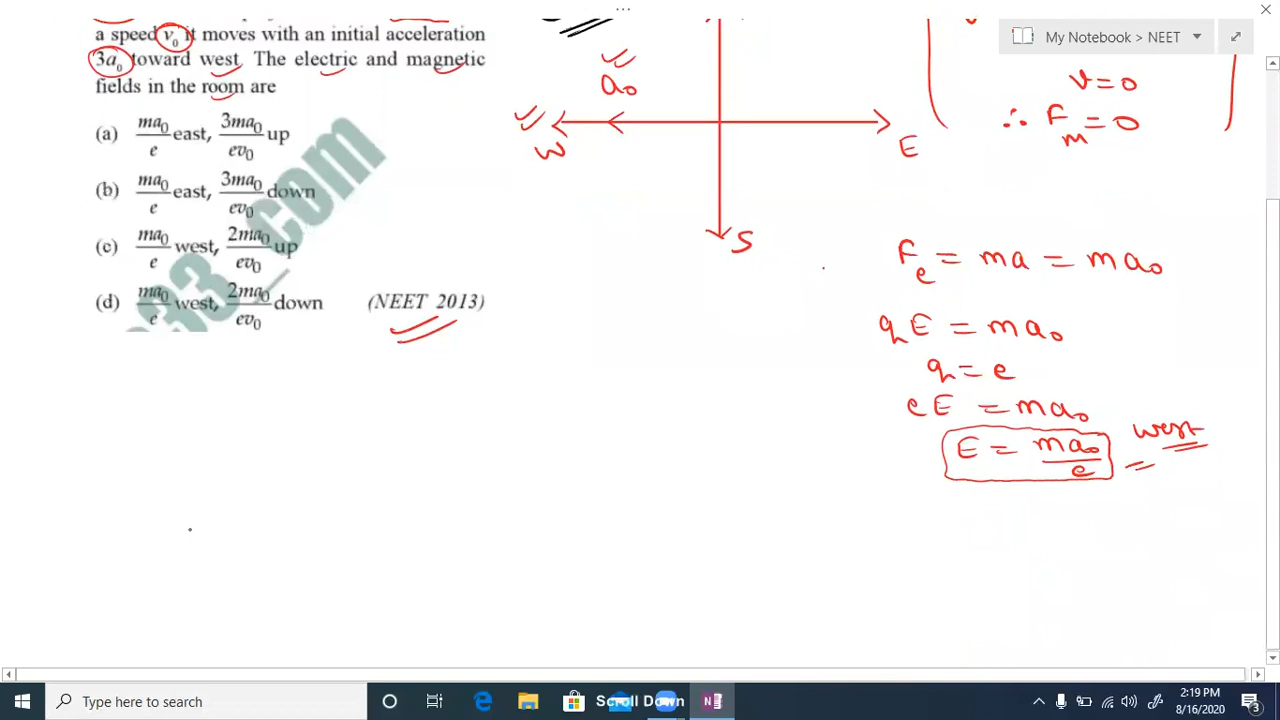 My Notebook > NEET
a speed v₀ it moves with an initial acceleration
3a₀ toward west. The electric and magnetic
fields in the room are
(a) ma₀/e east, 3ma₀/ev₀ up
(b) ma₀/e east, 3ma₀/ev₀ down
(c) ma₀/e west, 2ma₀/ev₀ up
(d) ma₀/e west, 2ma₀/ev₀ down (NEET 2013)
33_com
a₀
W
E
S
v = 0
∴ Fm = 0
Fe = ma = ma₀
qE = ma₀
q = e
eE = ma₀
E = ma₀/e west
Type here to search
Scroll Down
2:19 PM
8/16/2020
3